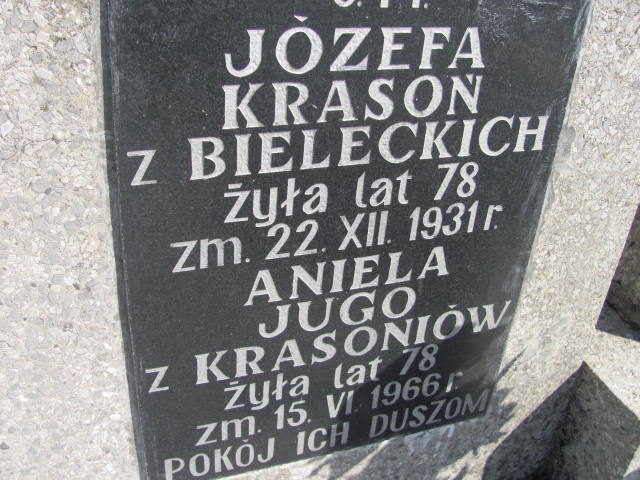 JÓZEFA
KRASOŃ
Z BIELECKICH
żyła lat 78
zm. 22. XII. 1931 r.
ANIELA
JUGO
Z KRASONIÓW
żyła lat 78
zm. 15. VI. 1966 r.
POKÓJ ICH DUSZOM